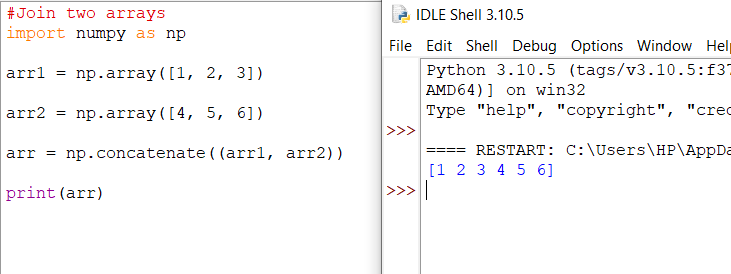 #Join two arrays
import numpy as np
arr1 = np.array([1, 2, 3])
arr2 = np.array([4, 5, 6])
arr = np.concatenate((arr1, arr2))
print(arr)
IDLE Shell 3.10.5
File Edit Shell Debug Options Window Help
Python 3.10.5 (tags/v3.10.5:f37
AMD64)] on win32
Type "help", "copyright", "cred
>>>
==== RESTART: C:\Users\HP\AppDa
[1 2 3 4 5 6]
>>>